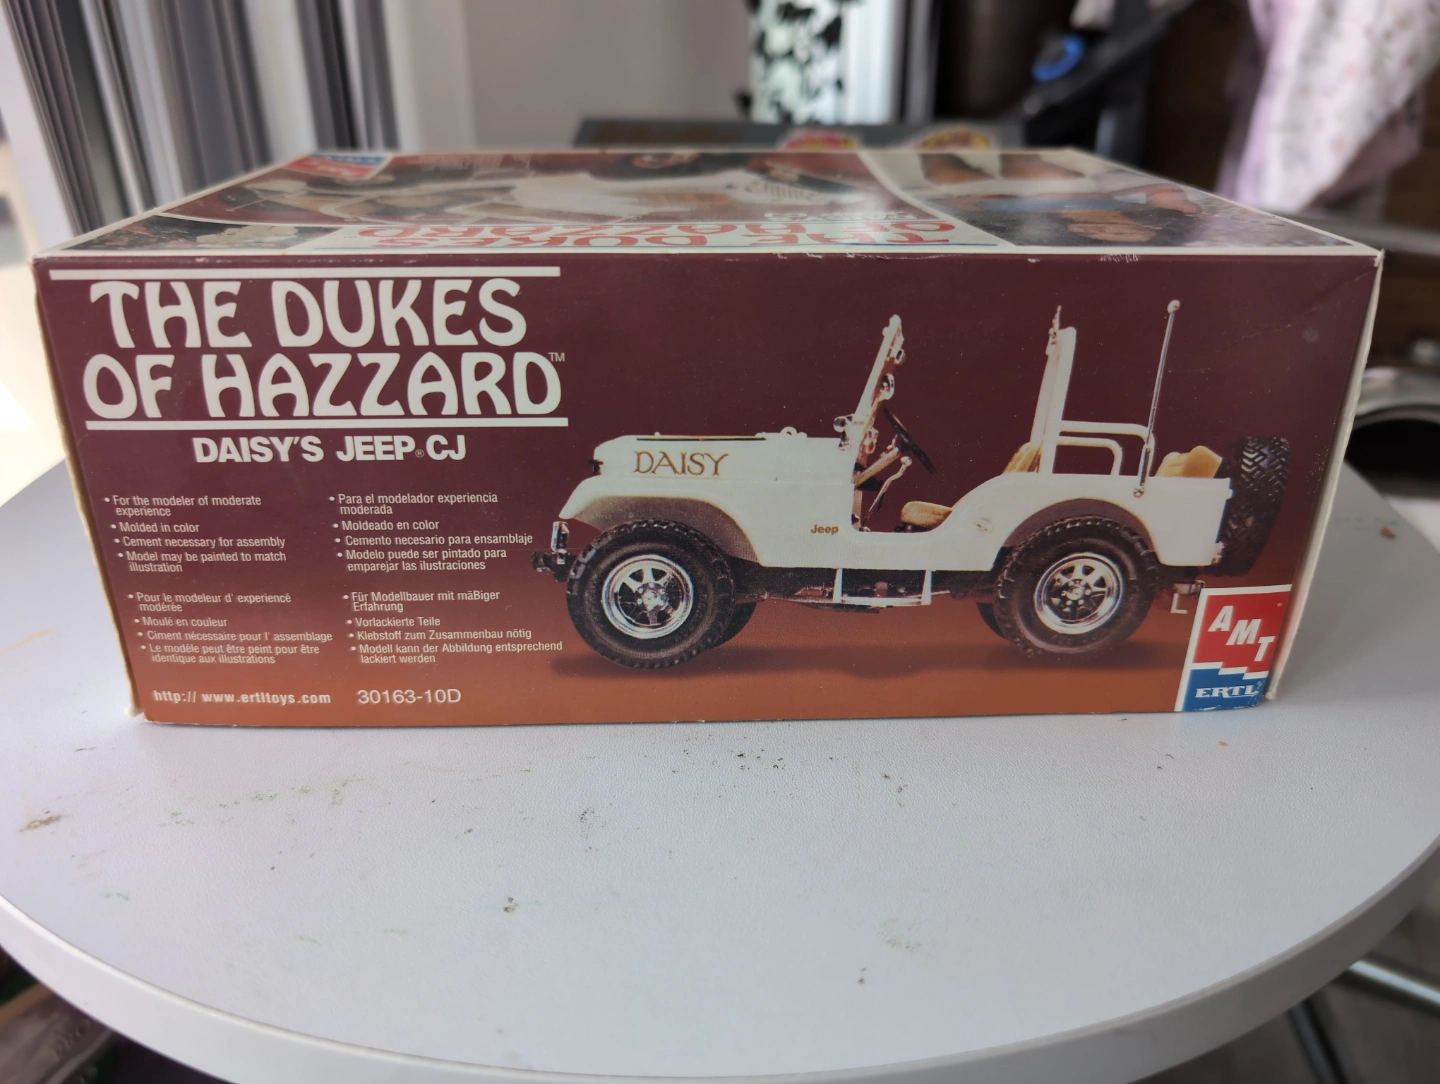 THE DUKES
OF HAZZARD
THE DUKES
OF HAZZARD™
DAISY'S JEEP® CJ
• For the modeler of moderate
experience
• Molded in color
• Cement necessary for assembly
• Model may be painted to match
illustration
• Para el modelador experiencia
moderada
• Moldeado en color
• Cemento necesario para ensamblaje
• Modelo puede ser pintado para
emparejar las ilustraciones
• Pour le modeleur d' experiencé
modérée
• Moulé en couleur
• Ciment nécessaire pour l' assemblage
• Le modéle peut être peint pour être
identique aux illustrations
• Für Modellbauer mit mäBiger
Erfahrung
• Vorlackierte Teile
• Klebstoff zum Zusammenbau nötig
• Modell kann der Abbildung entsprechend
lackiert werden
http:// www.ertltoys.com 30163-10D
DAISY
Jeep
AMT
ERTL